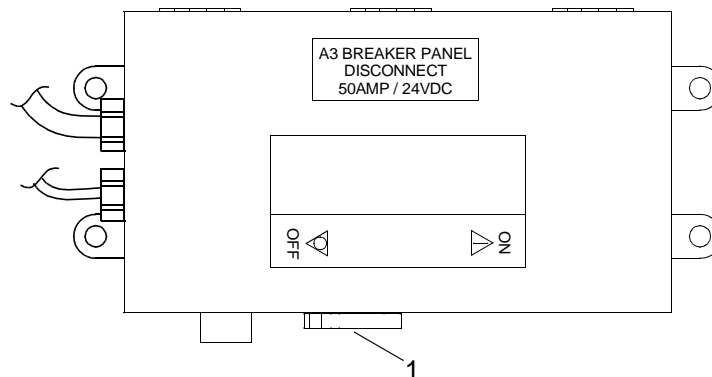 A3 BREAKER PANEL
DISCONNECT
50AMP / 24VDC
OFF
ON
1